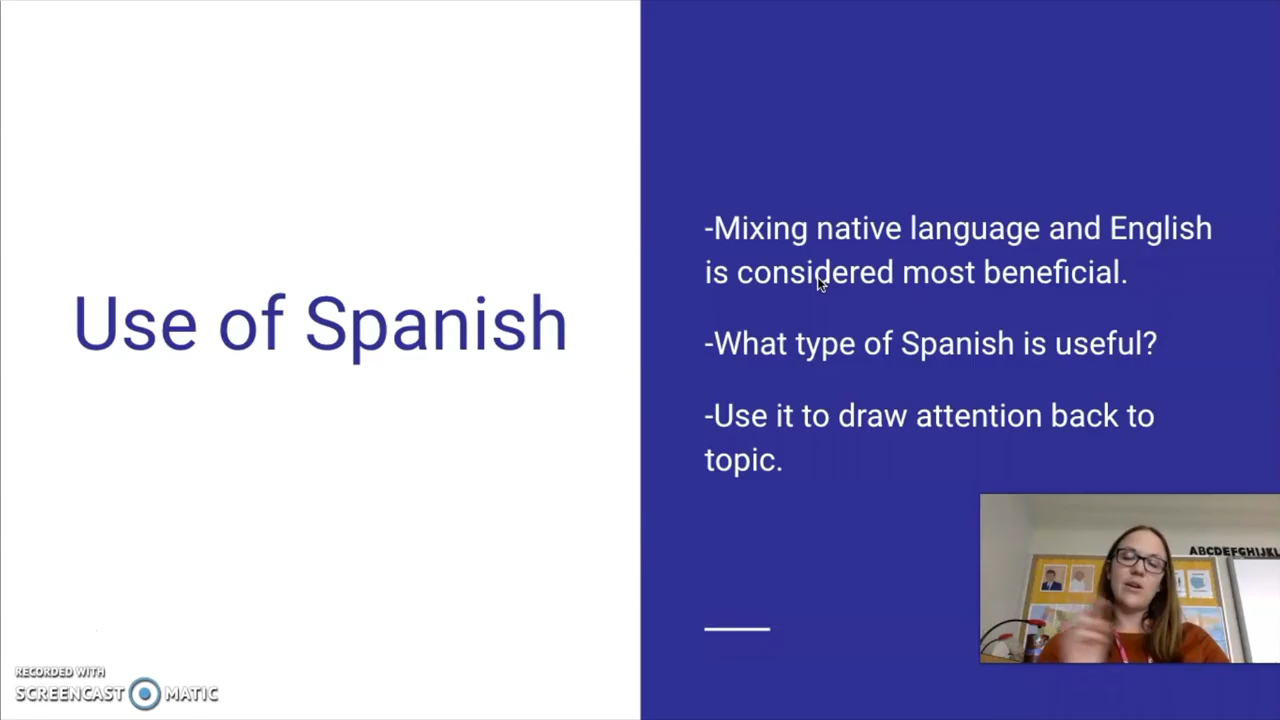 Use of Spanish
-Mixing native language and English
is considered most beneficial.
-What type of Spanish is useful?
-Use it to draw attention back to
topic.
ABCDEFGHIJKL
RECORDED WITH
SCREENCAST MATIC